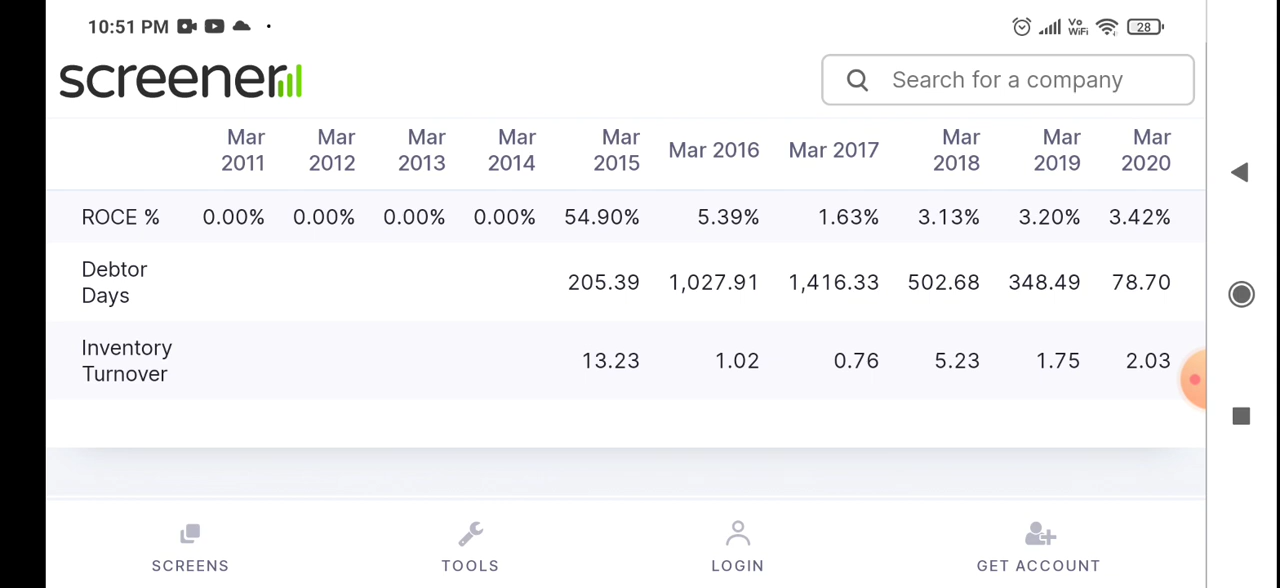 10:51 PM
Vo WiFi
28
screener
Search for a company
Mar 2011 Mar 2012 Mar 2013 Mar 2014 Mar 2015 Mar 2016 Mar 2017 Mar 2018 Mar 2019 Mar 2020
ROCE % 0.00% 0.00% 0.00% 0.00% 54.90% 5.39% 1.63% 3.13% 3.20% 3.42%
Debtor Days 205.39 1,027.91 1,416.33 502.68 348.49 78.70
Inventory Turnover 13.23 1.02 0.76 5.23 1.75 2.03
SCREENS TOOLS LOGIN GET ACCOUNT